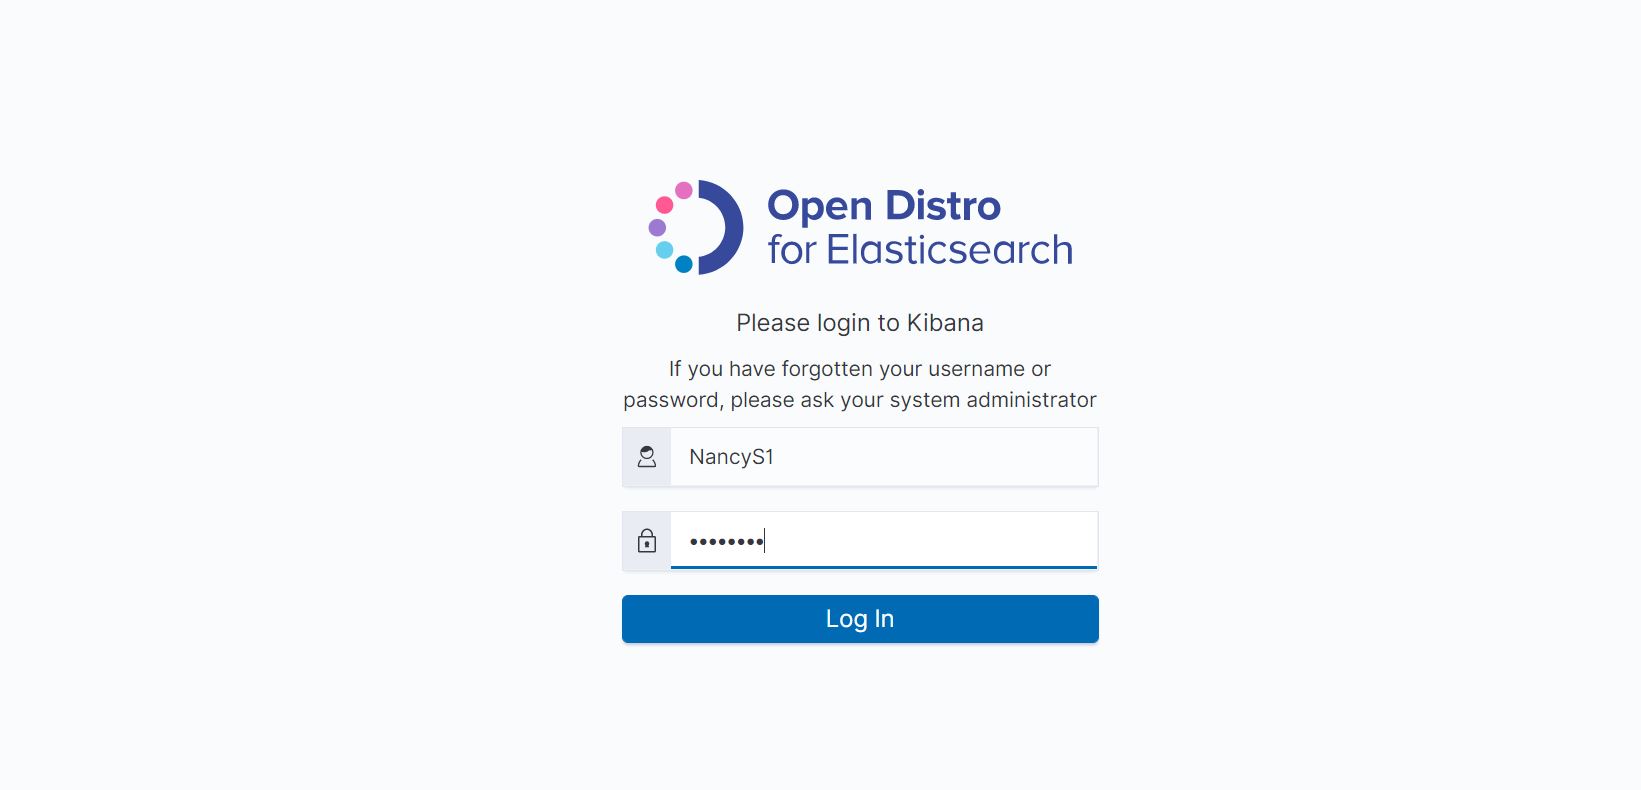 Open Distro
for Elasticsearch
Please login to Kibana
If you have forgotten your username or
password, please ask your system administrator
NancyS1
••••••••
Log In